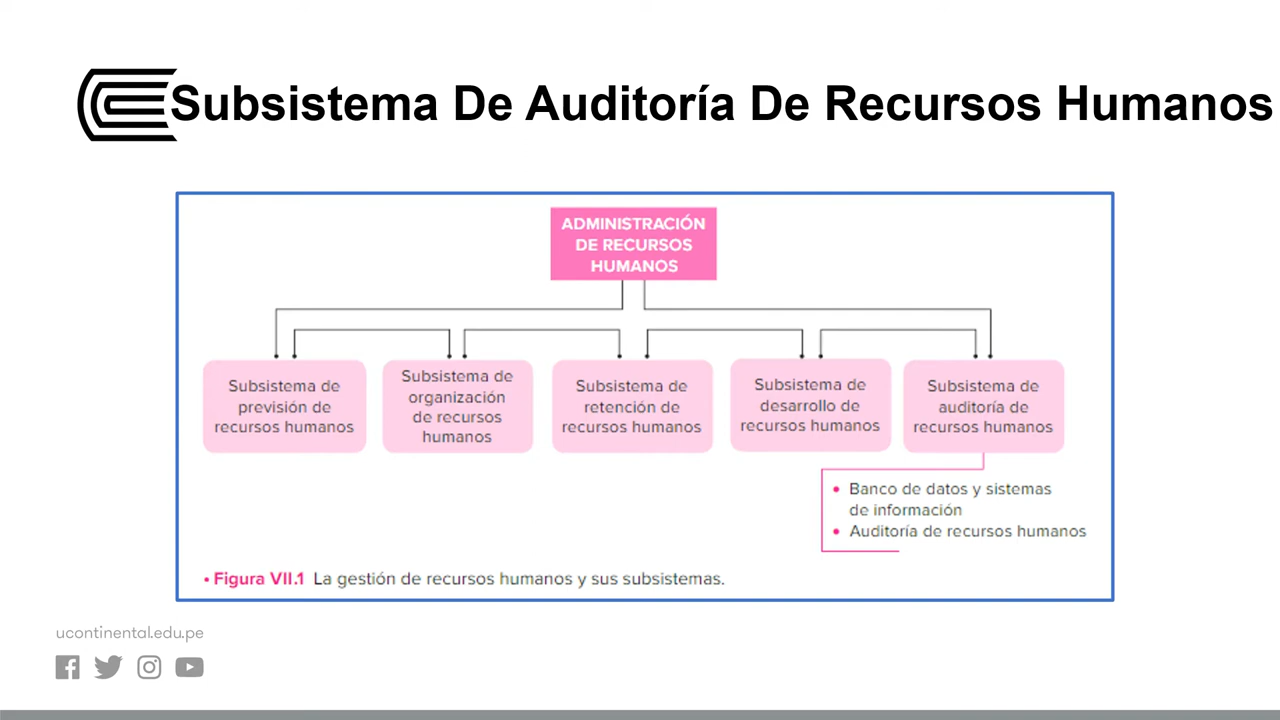 Subsistema De Auditoría De Recursos Humanos
ADMINISTRACIÓN
DE RECURSOS
HUMANOS
Subsistema de
previsión de
recursos humanos
Subsistema de
organización
de recursos
humanos
Subsistema de
retención de
recursos humanos
Subsistema de
desarrollo de
recursos humanos
Subsistema de
auditoría de
recursos humanos
• Banco de datos y sistemas
de información
• Auditoría de recursos humanos
• Figura VII.1 La gestión de recursos humanos y sus subsistemas.
ucontinental.edu.pe